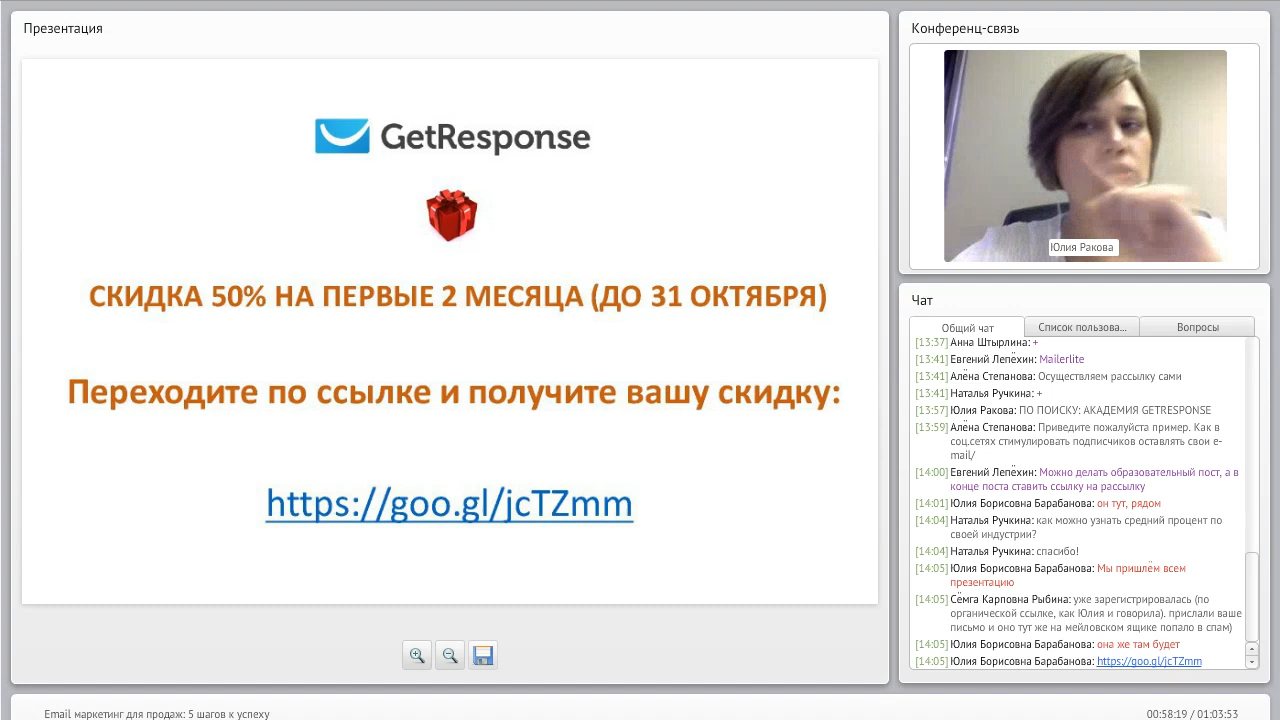 Презентация
GetResponse
СКИДКА 50% НА ПЕРВЫЕ 2 МЕСЯЦА (ДО 31 ОКТЯБРЯ)
Переходите по ссылке и получите вашу скидку:
https://goo.gl/jcTZmm
Конференц-связь
Юлия Ракова
Чат
Общий чат
Список пользова...
Вопросы
[13:37] Анна Штырлина: +
[13:41] Евгений Лепёхин: Mailerlite
[13:41] Алёна Степанова: Осуществляем рассылку сами
[13:41] Наталья Ручкина: +
[13:57] Юлия Ракова: ПО ПОИСКУ: АКАДЕМИЯ GETRESPONSE
[13:59] Алёна Степанова: Приведите пожалуйста пример. Как в
соц.сетях стимулировать подписчиков оставлять свои e-
mail/
[14:00] Евгений Лепёхин: Можно делать образовательный пост, а в
конце поста ставить ссылку на рассылку
[14:01] Юлия Борисовна Барабанова: он тут, рядом
[14:04] Наталья Ручкина: как можно узнать средний процент по
своей индустрии?
[14:04] Наталья Ручкина: спасибо!
[14:05] Юлия Борисовна Барабанова: Мы пришлём всем
презентацию
[14:05] Сёмга Карповна Рыбина: уже зарегистрировалась (по
органической ссылке, как Юлия и говорила). прислали ваше
письмо и оно тут же на мейловском ящике попало в спам)
[14:05] Юлия Борисовна Барабанова: она же там будет
[14:05] Юлия Борисовна Барабанова: https://goo.gl/jcTZmm
Email маркетинг для продаж: 5 шагов к успеху
00:58:19 / 01:03:53